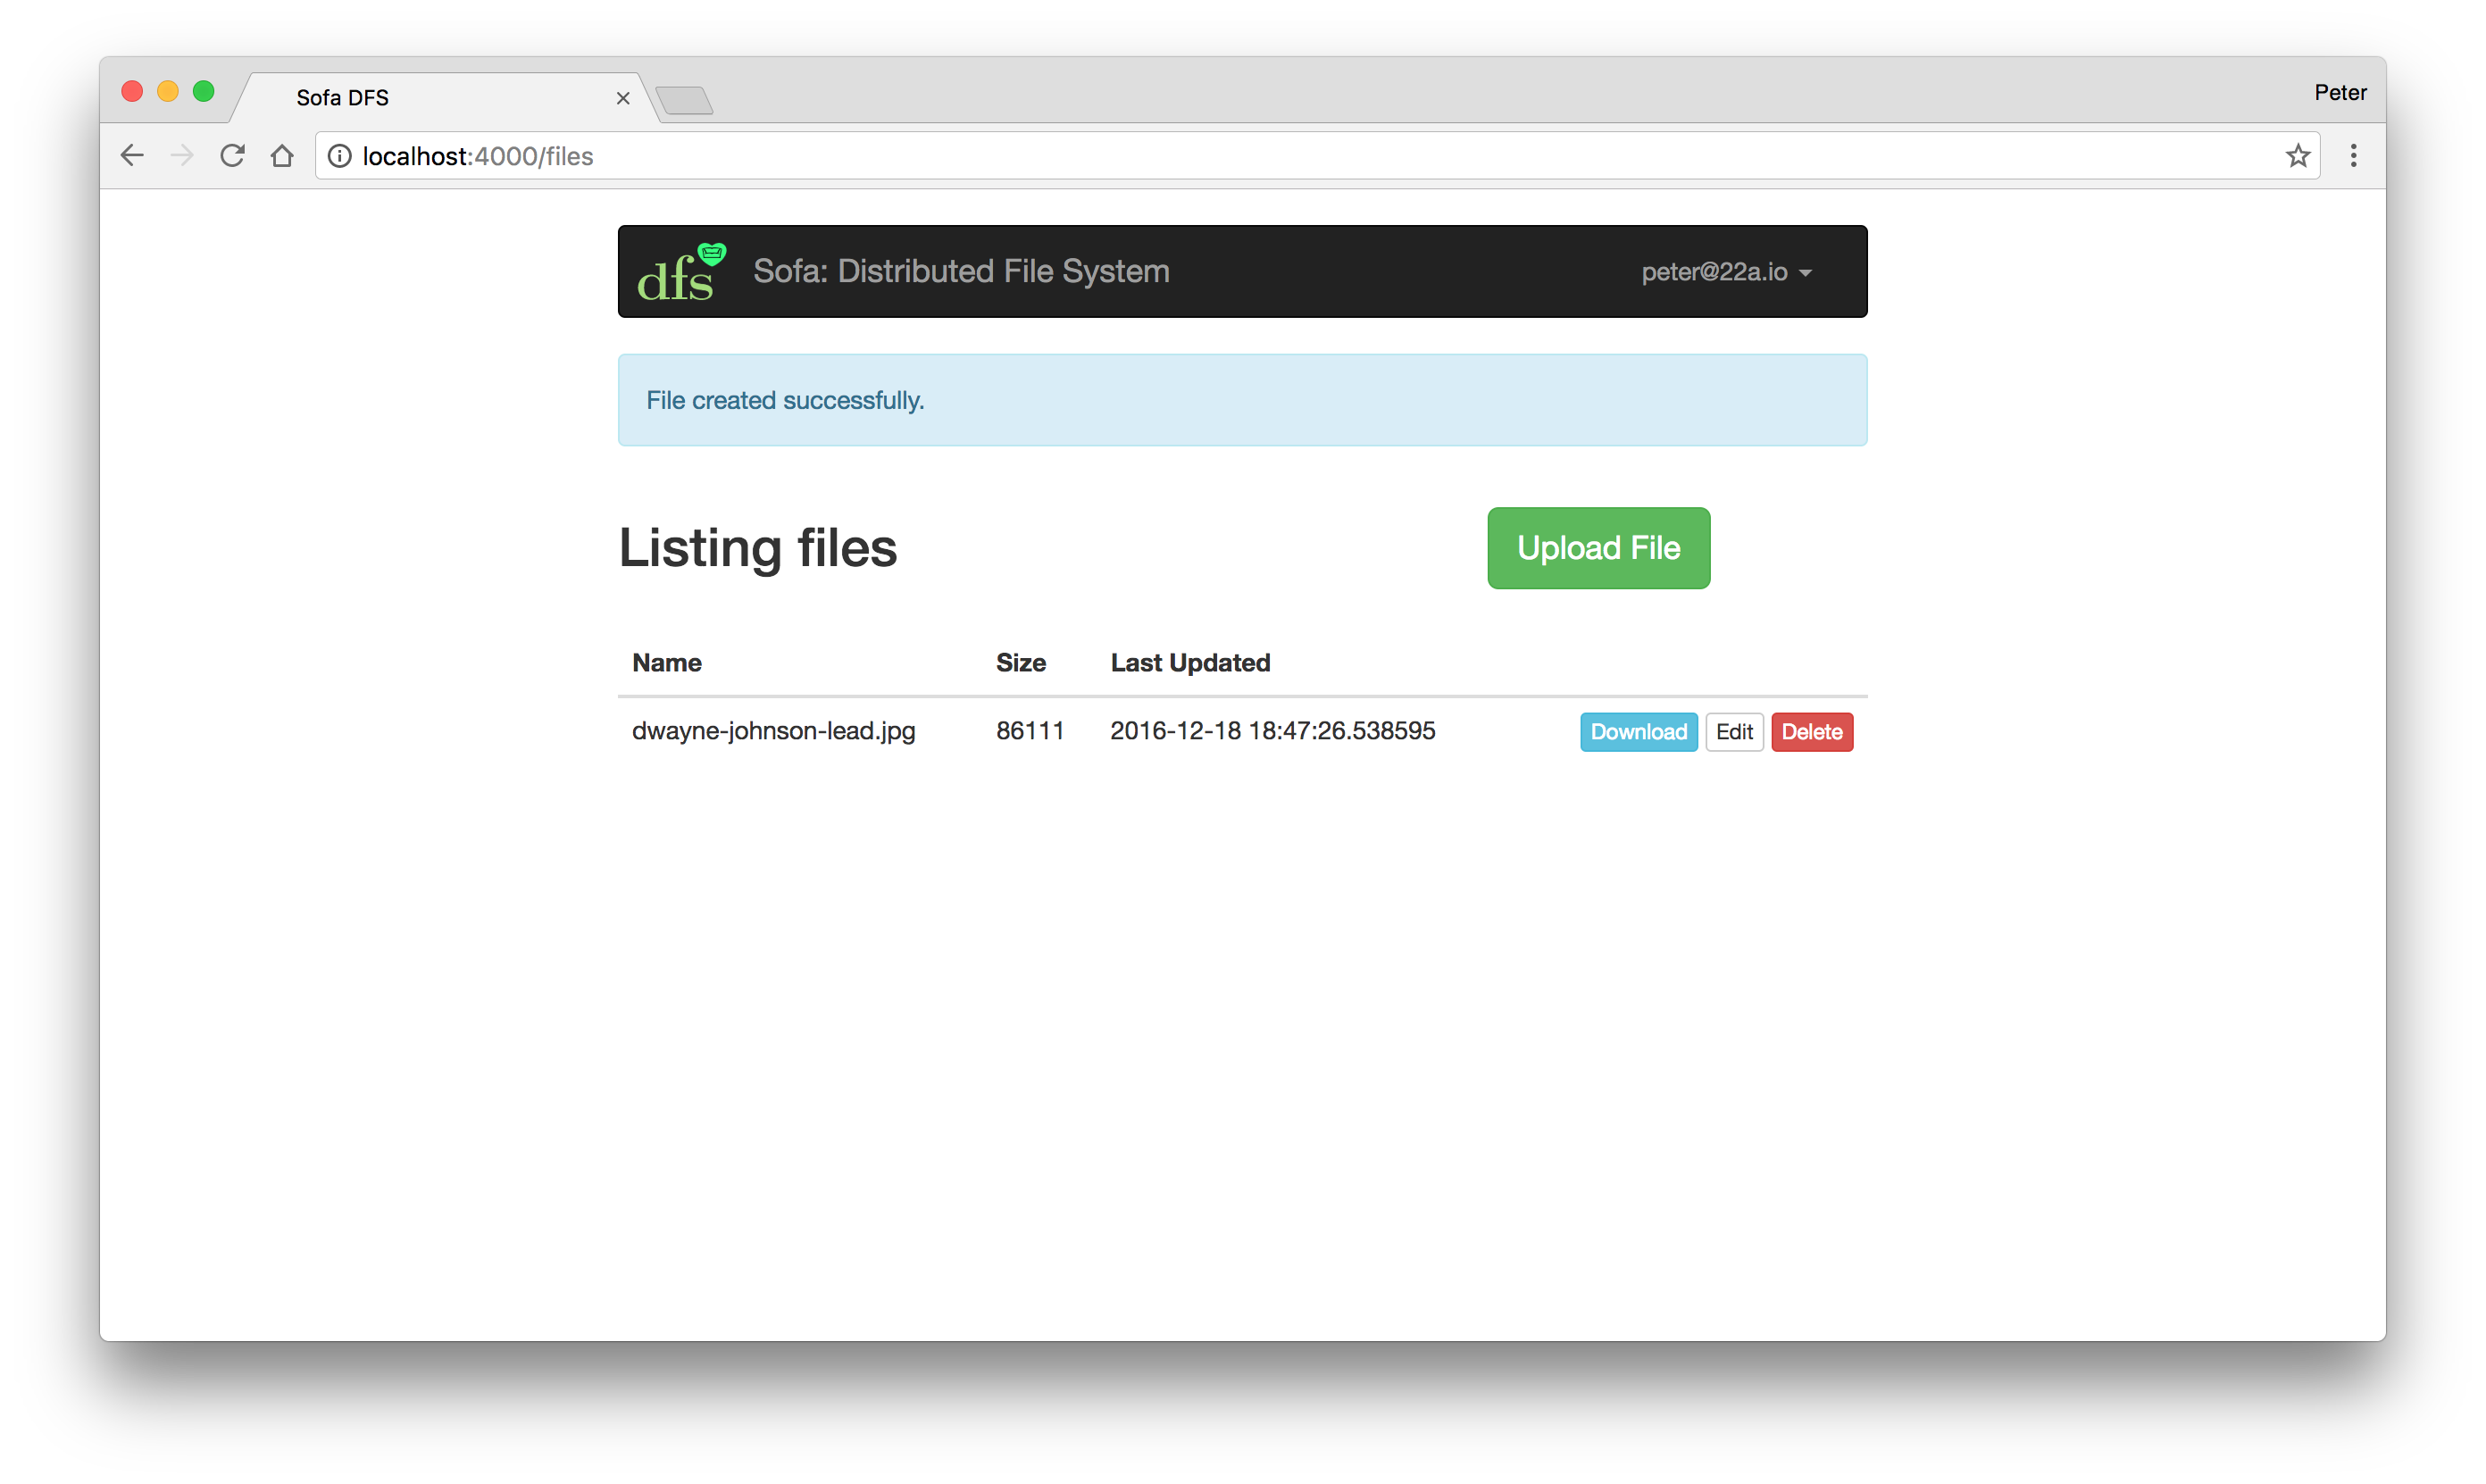 Sofa DFS
Peter
localhost:4000/files
dfs Sofa: Distributed File System peter@22a.io
File created successfully.
Listing files
Upload File
Name Size Last Updated
dwayne-johnson-lead.jpg 86111 2016-12-18 18:47:26.538595 Download Edit Delete